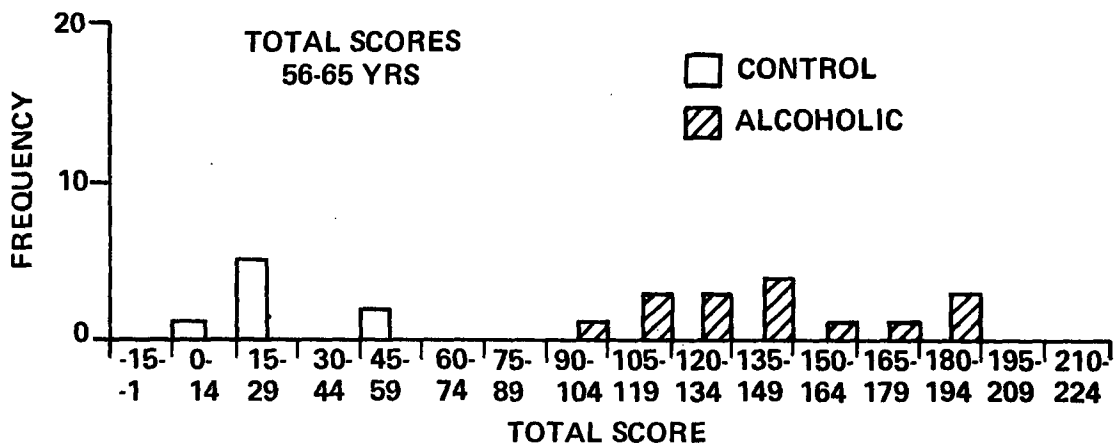 TOTAL SCORES
56-65 YRS
CONTROL
ALCOHOLIC
FREQUENCY
20
10
0
-15- 0- 15- 30- 45- 60- 75- 90- 105- 120- 135- 150- 165- 180- 195- 210-
-1 14 29 44 59 74 89 104 119 134 149 164 179 194 209 224
TOTAL SCORE